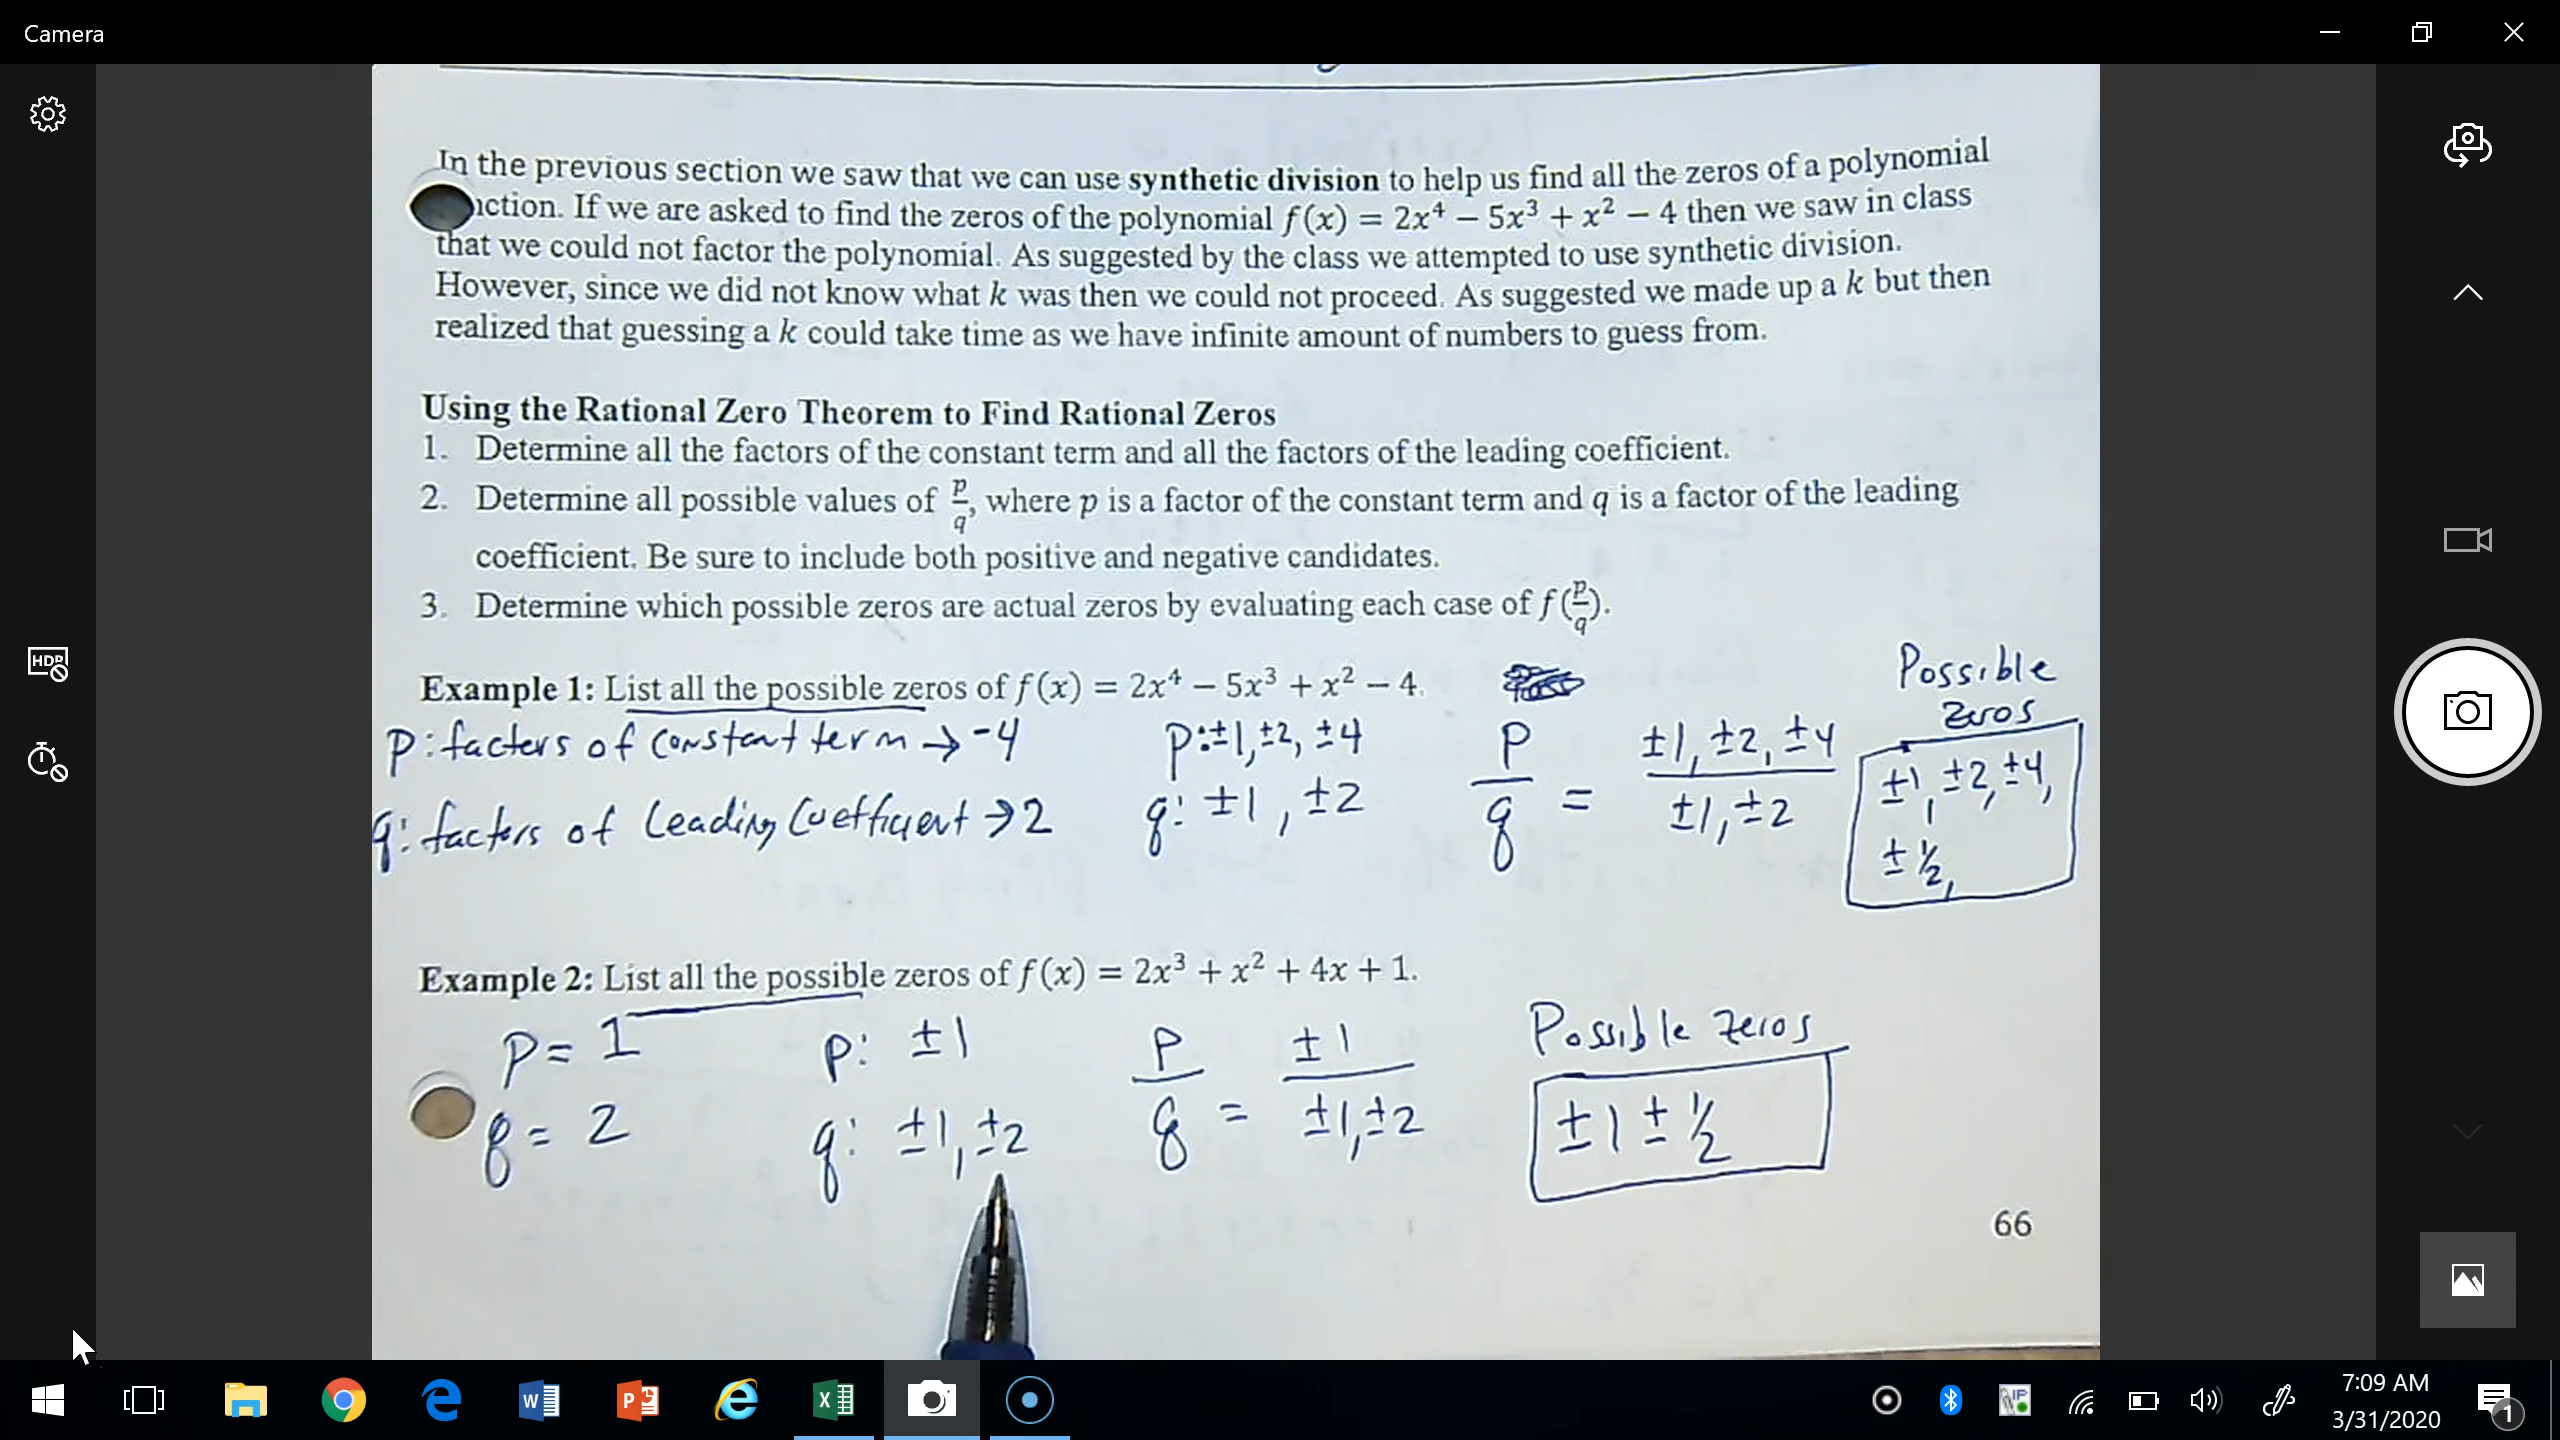 Camera
In the previous section we saw that we can use synthetic division to help us find all the zeros of a polynomial
ction. If we are asked to find the zeros of the polynomial f(x) = 2x⁴ − 5x³ + x² − 4 then we saw in class
that we could not factor the polynomial. As suggested by the class we attempted to use synthetic division.
However, since we did not know what k was then we could not proceed. As suggested we made up a k but then
realized that guessing a k could take time as we have infinite amount of numbers to guess from.
Using the Rational Zero Theorem to Find Rational Zeros
1. Determine all the factors of the constant term and all the factors of the leading coefficient.
2. Determine all possible values of p/q, where p is a factor of the constant term and q is a factor of the leading
coefficient. Be sure to include both positive and negative candidates.
3. Determine which possible zeros are actual zeros by evaluating each case of f(p/q).
Example 1: List all the possible zeros of f(x) = 2x⁴ − 5x³ + x² − 4.
p: factors of constant term → -4
q: factors of Leading Coefficient → 2
p: ±1, ±2, ±4
q: ±1, ±2
p/q = ±1, ±2, ±4 / ±1, ±2
Possible
Zeros
±1, ±2, ±4,
± 1/2,
Example 2: List all the possible zeros of f(x) = 2x³ + x² + 4x + 1.
p = 1
q = 2
p: ±1
q: ±1, ±2
p/q = ±1 / ±1, ±2
Possible zeros
±1 ± 1/2
66
HDR
7:09 AM
3/31/2020
1